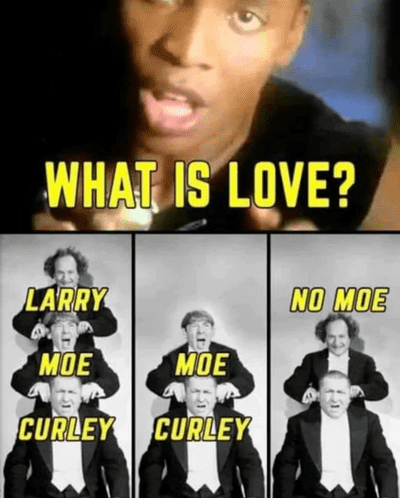 WHAT IS LOVE?
LARRY
MOE
CURLEY
MOE
CURLEY
NO MOE